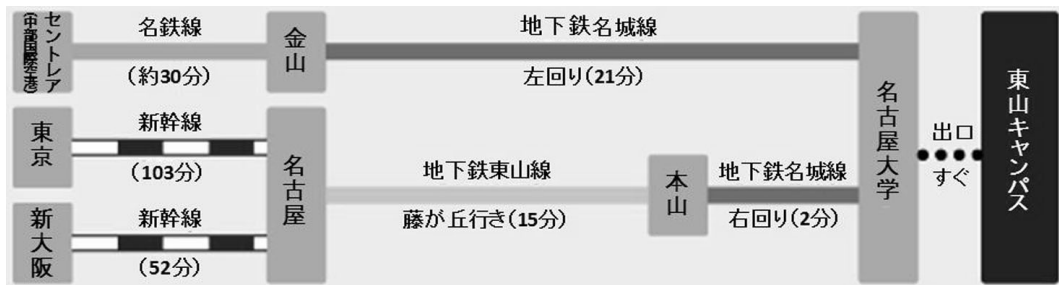 セントレア
(中部国際空港)
名鉄線
(約30分)
金山
地下鉄名城線
左回り(21分)
東京
新幹線
(103分)
新大阪
新幹線
(52分)
名古屋
地下鉄東山線
藤が丘行き(15分)
本山
地下鉄名城線
右回り(2分)
名古屋大学
出口
すぐ
東山キャンパス